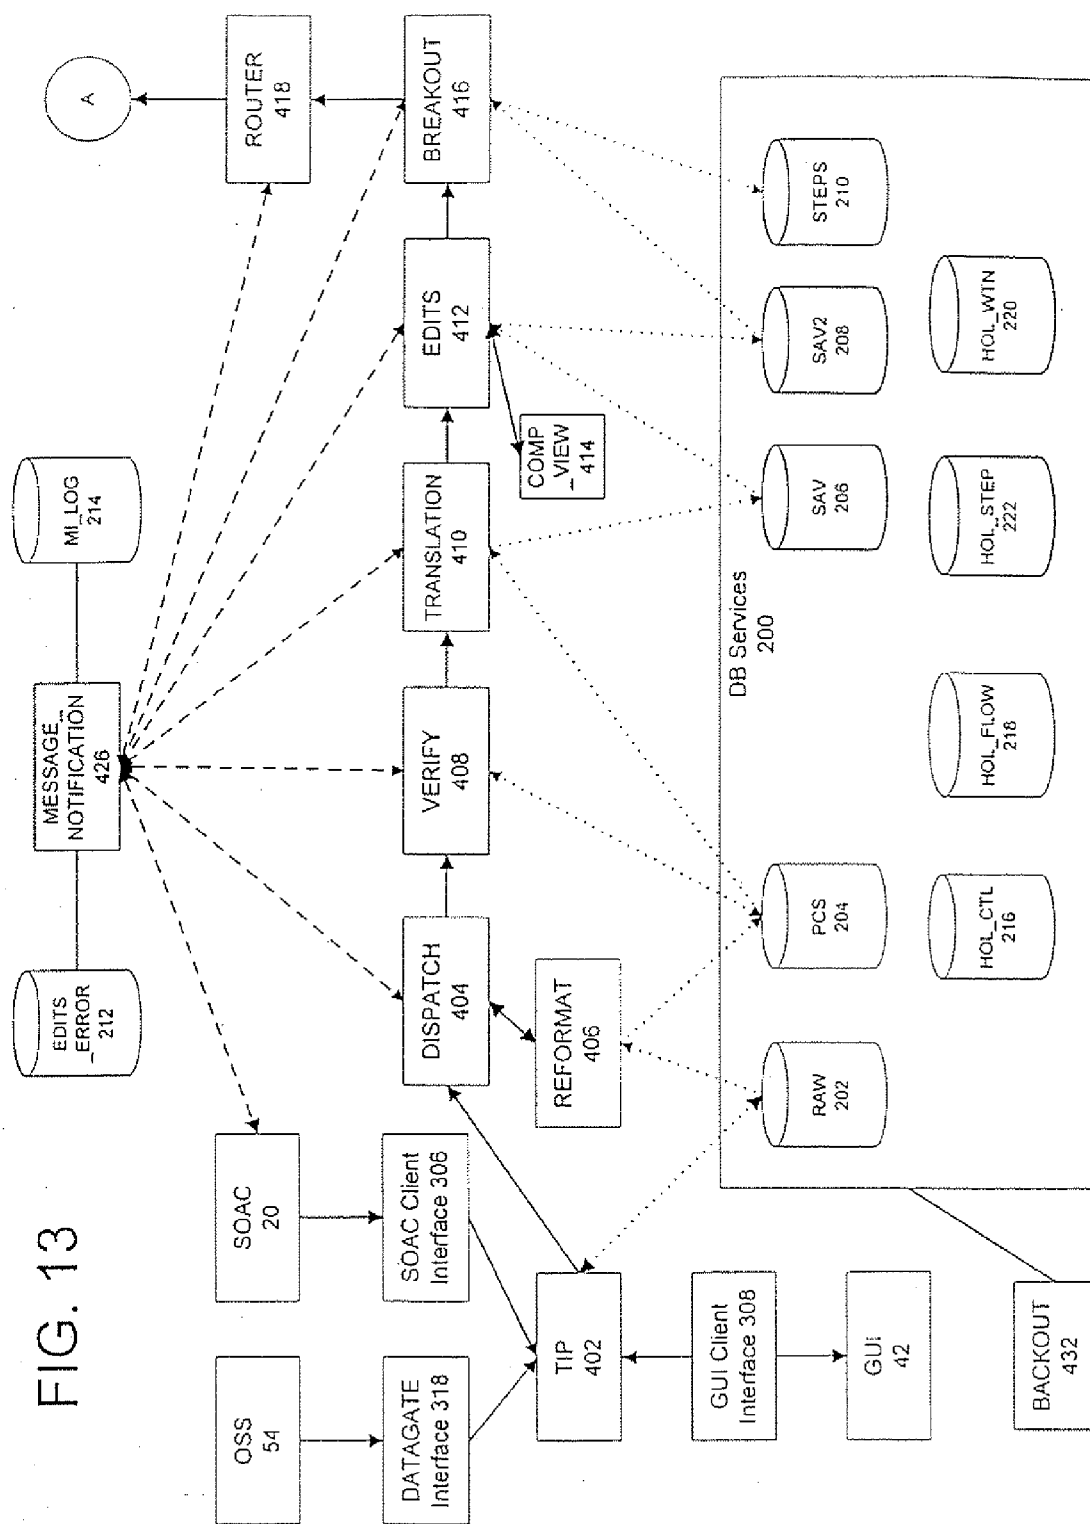 FIG. 13
OSS
54
DATAGATE
Interface 318
SOAC
20
SOAC Client
Interface 306
TIP
402
GUI Client
Interface 308
GUI
42
BACKOUT
432
EDITS
_ERROR
212
MESSAGE_
NOTIFICATION
426
MI_LOG
214
DISPATCH
404
REFORMAT
406
VERIFY
408
TRANSLATION
410
EDITS
412
COMP
_VIEW
414
BREAKOUT
416
ROUTER
418
A
DB Services
200
RAW
202
PCS
204
SAV
206
SAV2
208
STEPS
210
HOL_CTL
216
HOL_FLOW
218
HOL_STEP
222
HOL_WTN
220